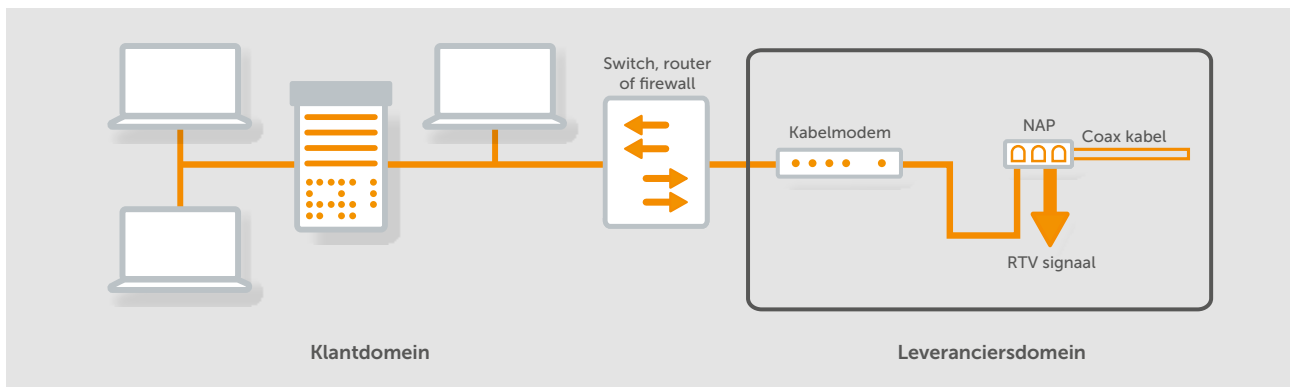 Switch, router
of firewall
Kabelmodem
NAP
Coax kabel
RTV signaal
Klantdomein
Leveranciersdomein